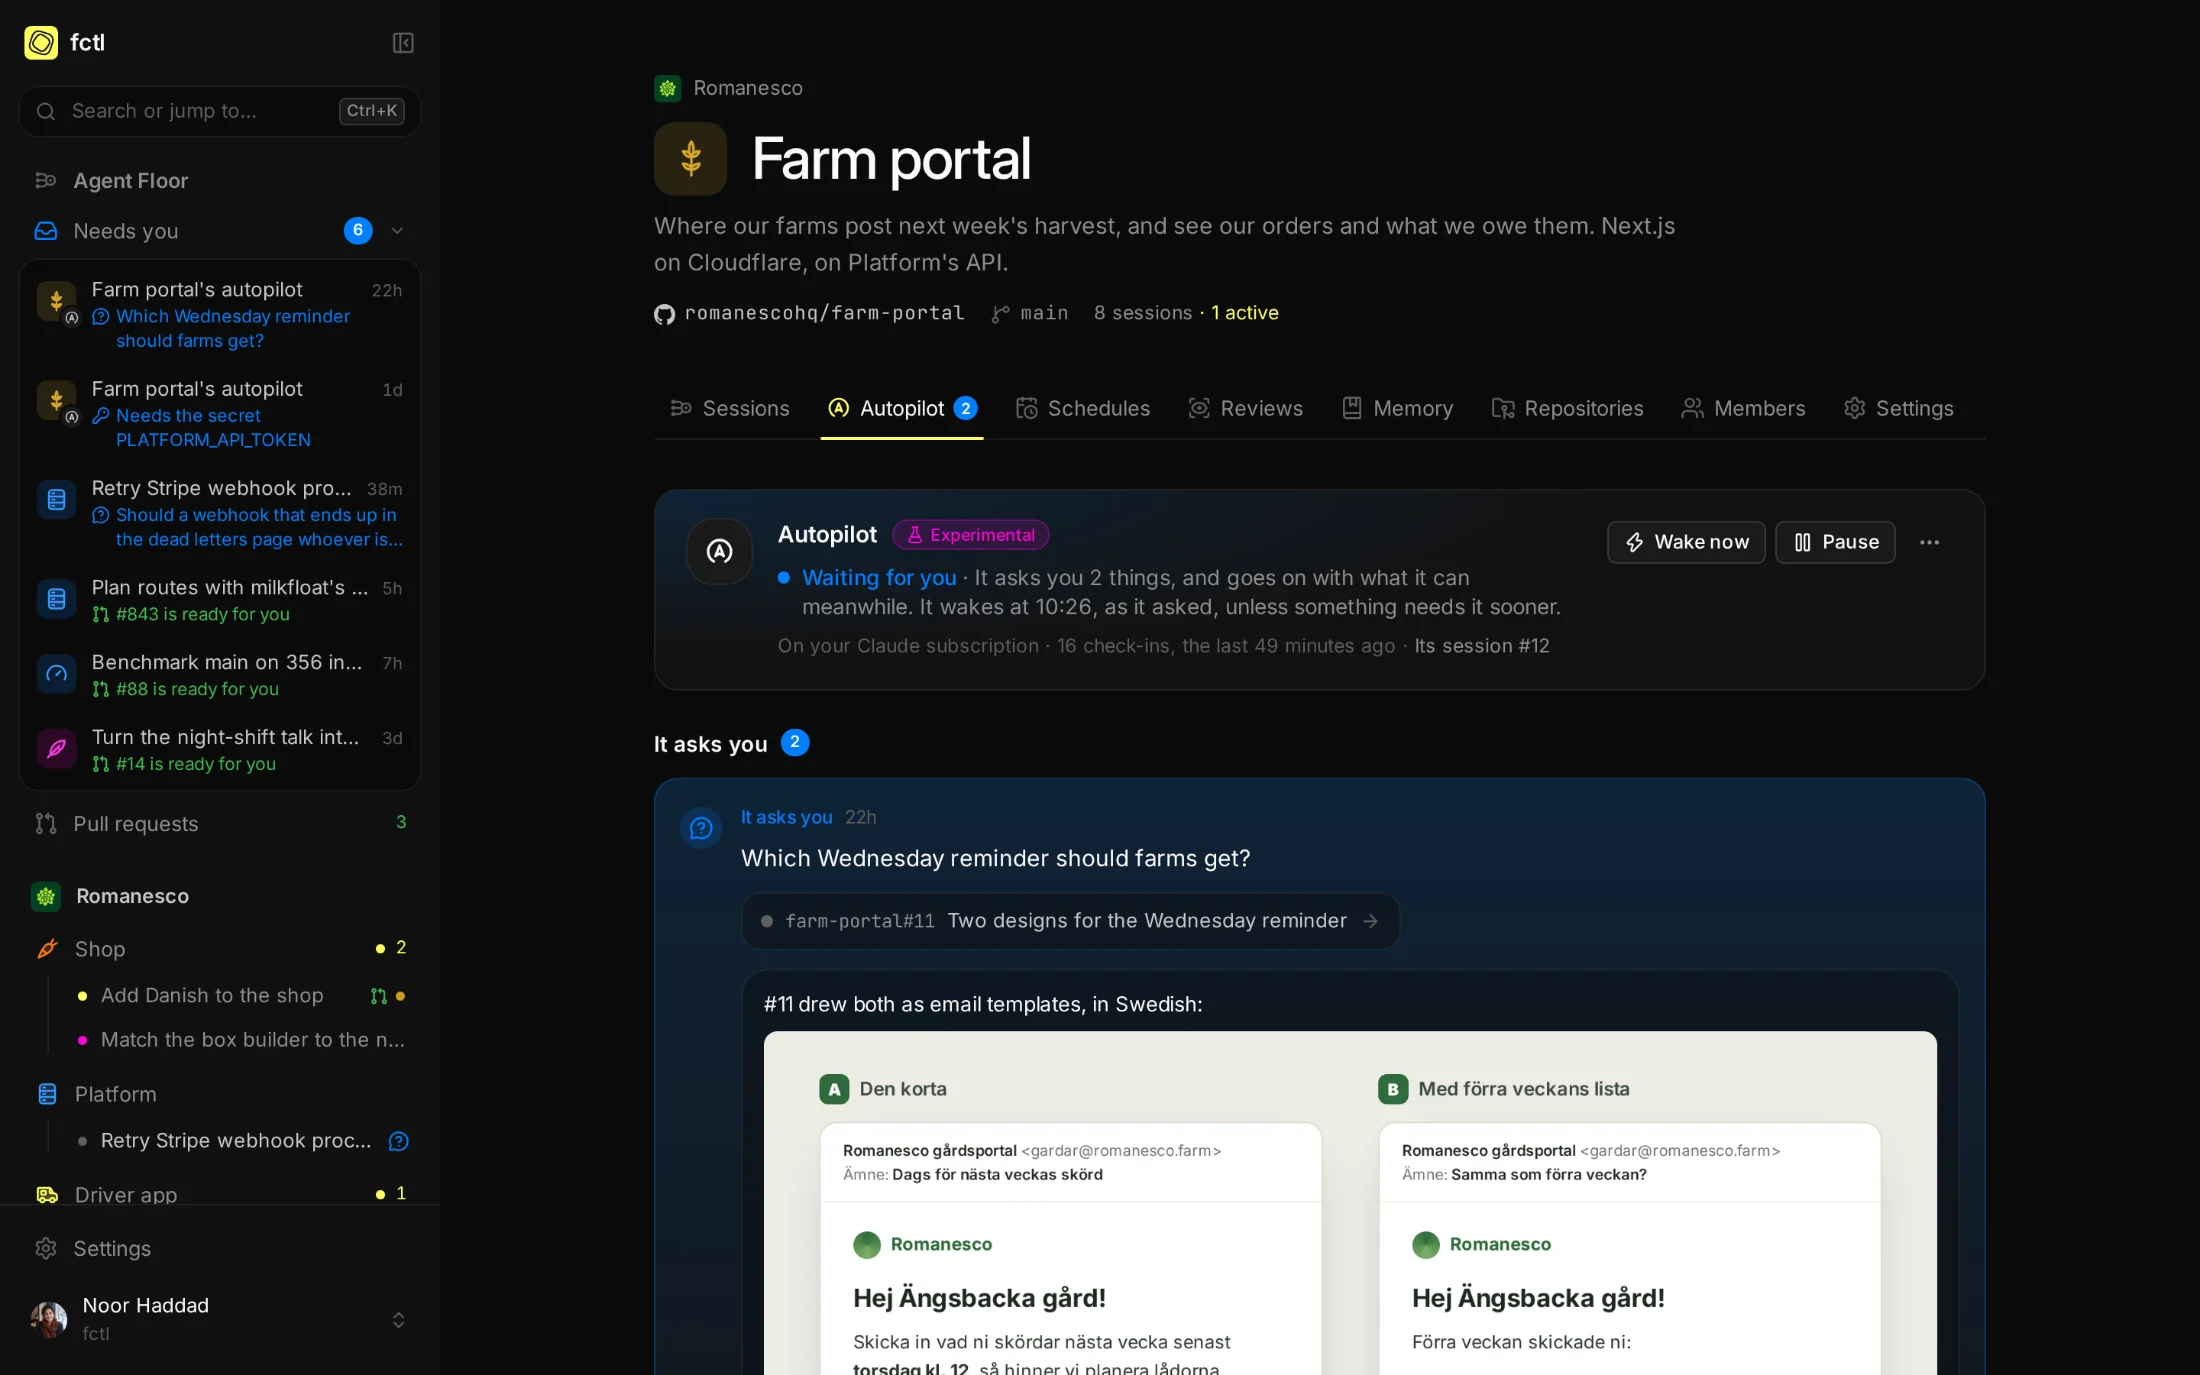 fctl
Search or jump to...
Ctrl+K
Agent Floor
Needs you
6
Farm portal's autopilot
22h
Which Wednesday reminder
should farms get?
Farm portal's autopilot
1d
Needs the secret
PLATFORM_API_TOKEN
Retry Stripe webhook pro...
38m
Should a webhook that ends up in
the dead letters page whoever is...
Plan routes with milkfloat's ...
5h
#843 is ready for you
Benchmark main on 356 in...
7h
#88 is ready for you
Turn the night-shift talk int...
3d
#14 is ready for you
Pull requests
3
Romanesco
Shop
2
Add Danish to the shop
Match the box builder to the n...
Platform
Retry Stripe webhook proc...
Driver app
1
Settings
Noor Haddad
fctl
Romanesco
Farm portal
Where our farms post next week's harvest, and see our orders and what we owe them. Next.js
on Cloudflare, on Platform's API.
romanescohq/farm-portal
main
8 sessions · 1 active
Sessions
Autopilot
2
Schedules
Reviews
Memory
Repositories
Members
Settings
Autopilot
Experimental
Wake now
Pause
Waiting for you · It asks you 2 things, and goes on with what it can
meanwhile. It wakes at 10:26, as it asked, unless something needs it sooner.
On your Claude subscription · 16 check-ins, the last 49 minutes ago · Its session #12
It asks you
2
It asks you
22h
Which Wednesday reminder should farms get?
farm-portal#11 Two designs for the Wednesday reminder
#11 drew both as email templates, in Swedish:
A
Den korta
Romanesco gårdsportal <gardar@romanesco.farm>
Ämne: Dags för nästa veckas skörd
Romanesco
Hej Ängsbacka gård!
Skicka in vad ni skördar nästa vecka senast
torsdag kl. 12, så hinner vi planera lådorna
B
Med förra veckans lista
Romanesco gårdsportal <gardar@romanesco.farm>
Ämne: Samma som förra veckan?
Romanesco
Hej Ängsbacka gård!
Förra veckan skickade ni: